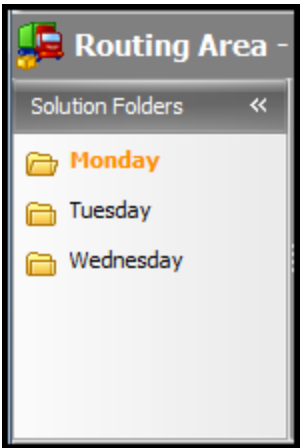 Routing Area -
Solution Folders «
Monday
Tuesday
Wednesday